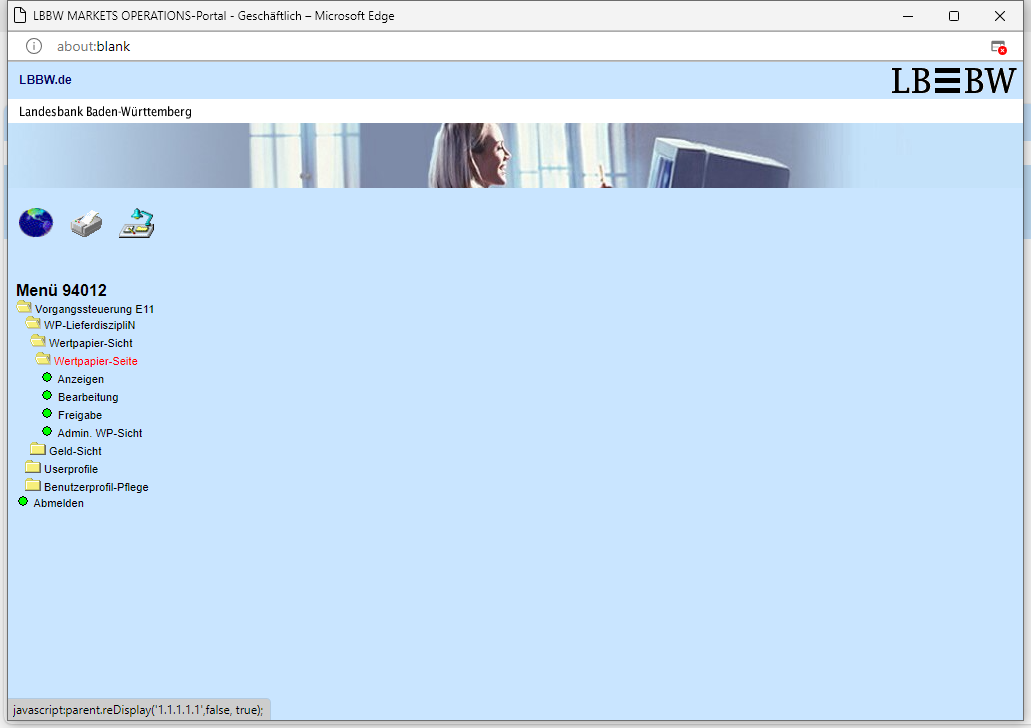 LBBW MARKETS OPERATIONS-Portal - Geschäftlich – Microsoft Edge
about:blank
LBBW.de
LBBW
Landesbank Baden-Württemberg
Menü 94012
Vorgangssteuerung E11
WP-LieferdiszipliN
Wertpapier-Sicht
Wertpapier-Seite
Anzeigen
Bearbeitung
Freigabe
Admin. WP-Sicht
Geld-Sicht
Userprofile
Benutzerprofil-Pflege
Abmelden
javascript:parent.reDisplay('1.1.1.1.1',false, true);